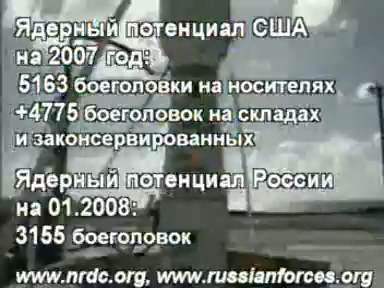 Ядерный потенциал США
на 2007 год:
5163 боеголовки на носителях
+4775 боеголовок на складах
и законсервированных
Ядерный потенциал России
на 01.2008:
3155 боеголовок
www.nrdc.org, www.russianforces.org